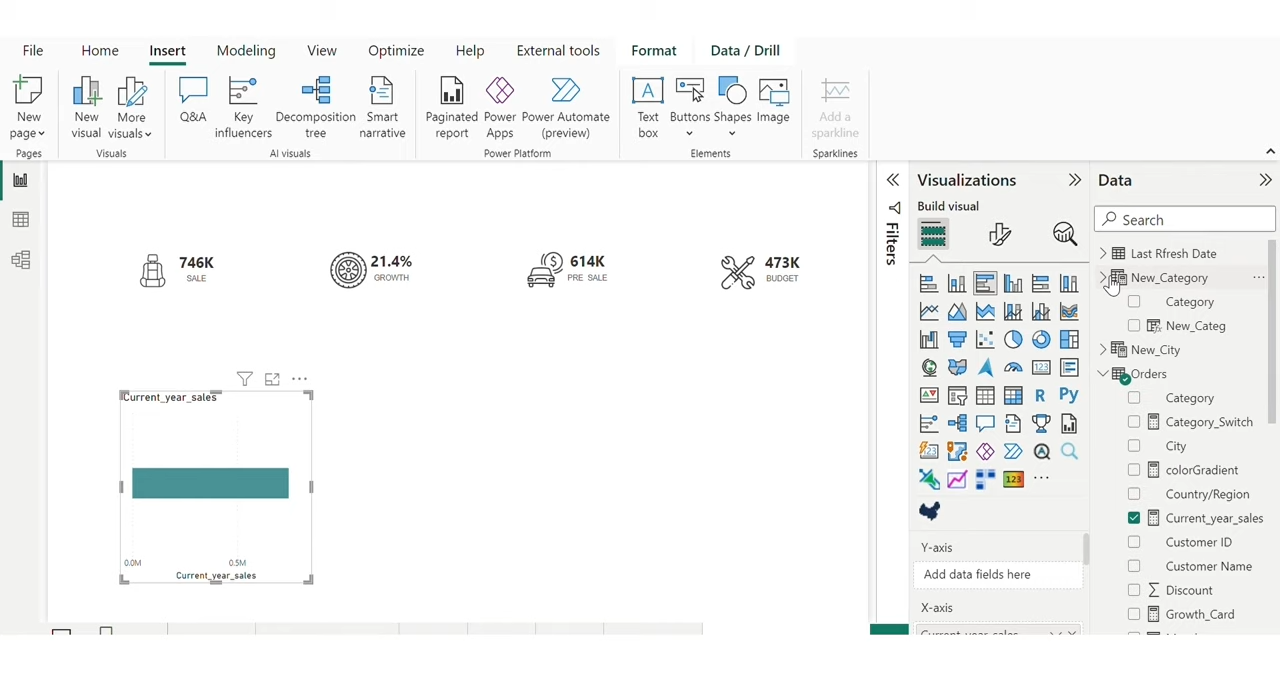 File Home Insert Modeling View Optimize Help External tools Format Data / Drill
New page
New visual
More visuals
Q&A
Key influencers
Decomposition tree
Smart narrative
Paginated report
Power Apps
Power Automate (preview)
Text box
Buttons
Shapes
Image
Add a sparkline
Pages Visuals AI visuals Power Platform Elements Sparklines
746K
SALE
21.4%
GROWTH
614K
PRE SALE
473K
BUDGET
Current_year_sales
0.0M 0.5M
Current_year_sales
Filters
Visualizations
Build visual
123
R Py
123
123
Y-axis
Add data fields here
X-axis
Current_year_sales
Data
Search
Last Rfresh Date
New_Category
Category
New_Categ
New_City
Orders
Category
Category_Switch
City
colorGradient
Country/Region
Current_year_sales
Customer ID
Customer Name
Discount
Growth_Card